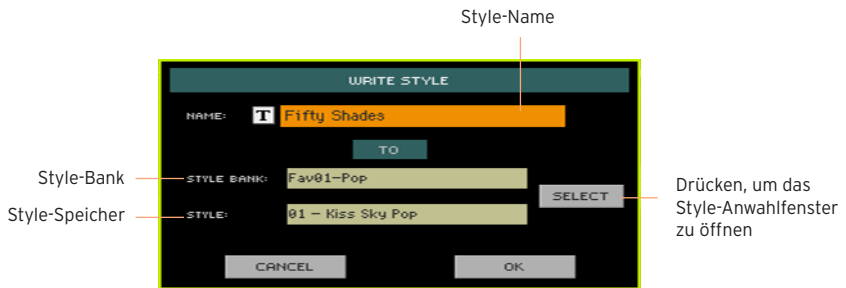 Style-Name
WRITE STYLE
NAME:
T Fifty Shades
TO
Style-Bank
STYLE BANK:
Fav01-Pop
SELECT
Drücken, um das
Style-Anwahlfenster
zu öffnen
Style-Speicher
STYLE:
01 - Kiss Sky Pop
CANCEL
OK